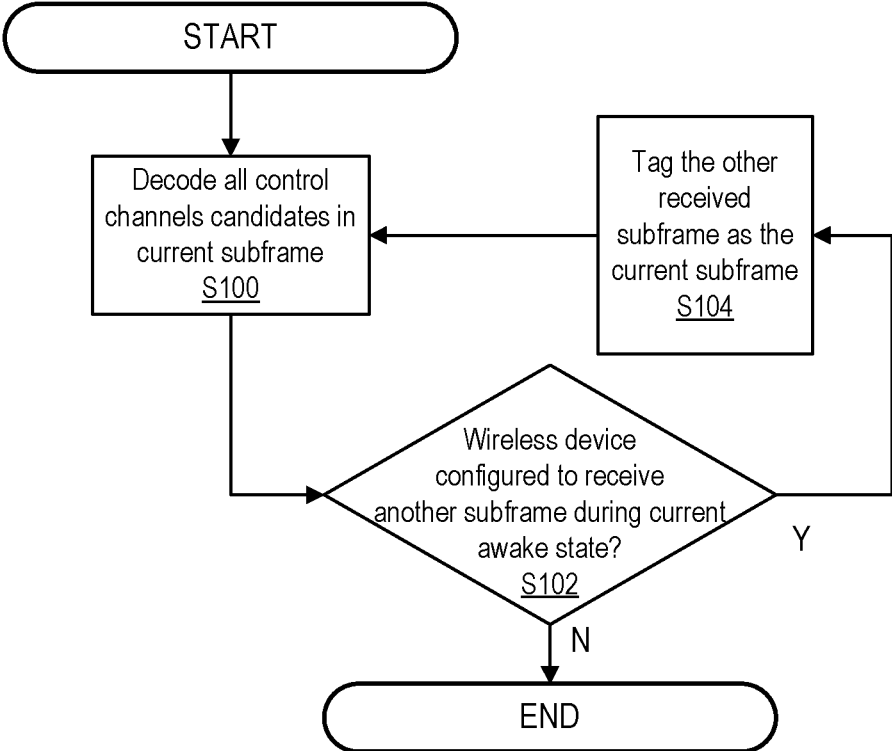 START
Decode all control
channels candidates in
current subframe
S100
Tag the other
received
subframe as the
current subframe
S104
Wireless device
configured to receive
another subframe during current
awake state?
S102
Y
N
END